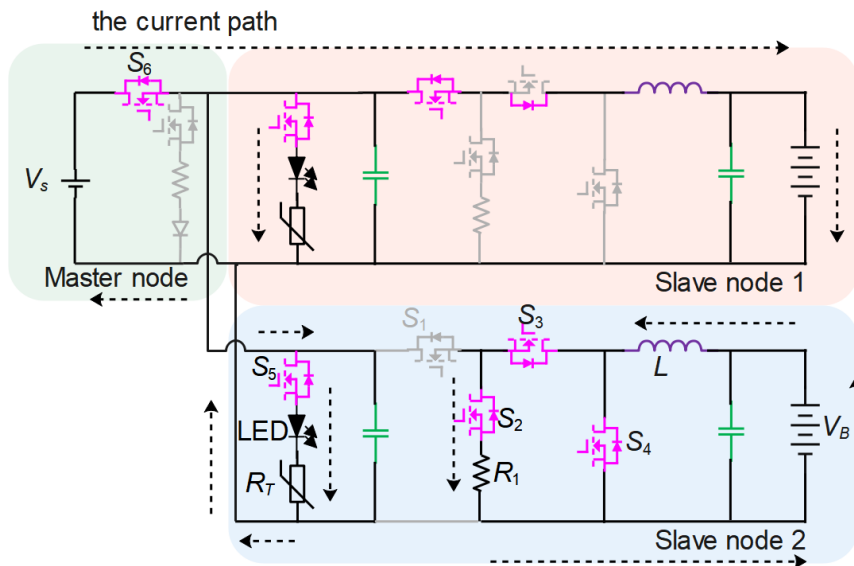 the current path
S6
Vs
Master node
Slave node 1
S1
S3
S5
L
LED
S2
VB
S4
RT
R1
Slave node 2